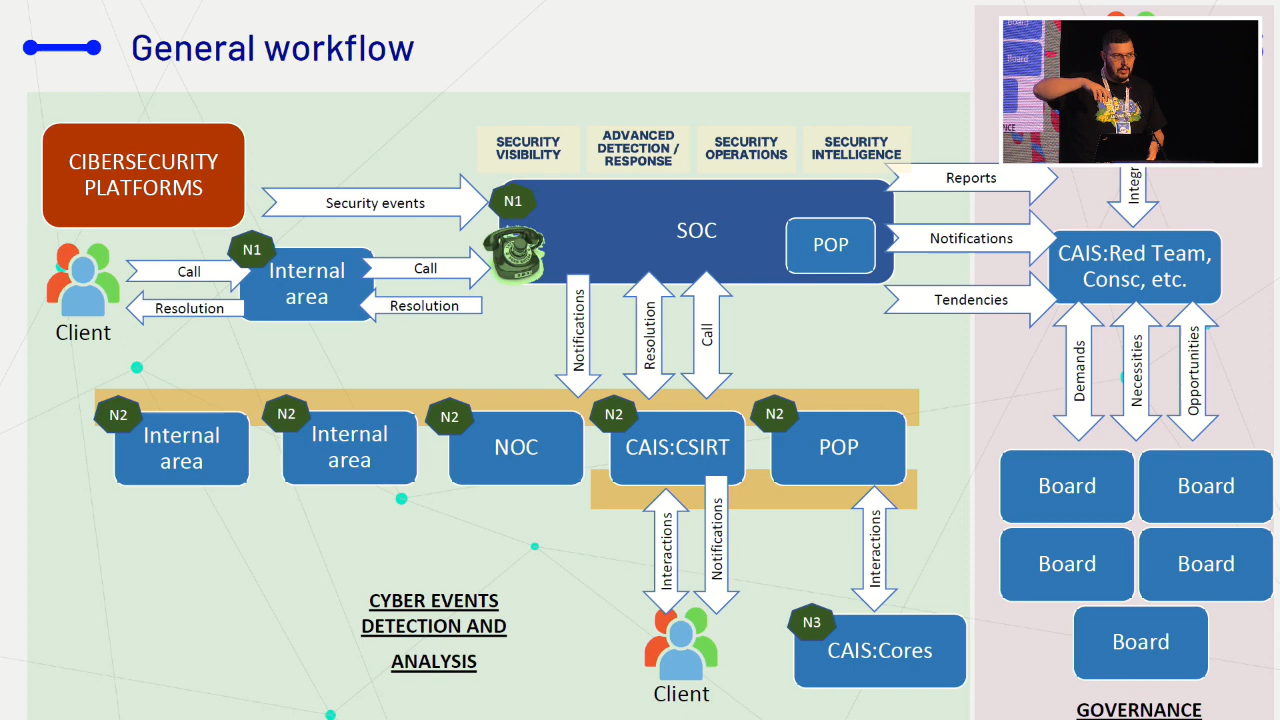 General workflow
CIBERSECURITY
PLATFORMS
SECURITY
VISIBILITY
ADVANCED
DETECTION /
RESPONSE
SECURITY
OPERATIONS
SECURITY
INTELLIGENCE
Security events
N1
SOC
POP
Reports
Notifications
Tendencies
Client
Call
Resolution
N1
Internal
area
Call
Resolution
CAIS:Red Team,
Consc, etc.
Notifications
Resolution
Call
Demands
Necessities
Opportunities
N2
Internal
area
N2
Internal
area
N2
NOC
N2
CAIS:CSIRT
N2
POP
Board
Board
Board
Board
Board
Interactions
Notifications
Interactions
CYBER EVENTS
DETECTION AND
ANALYSIS
Client
N3
CAIS:Cores
GOVERNANCE